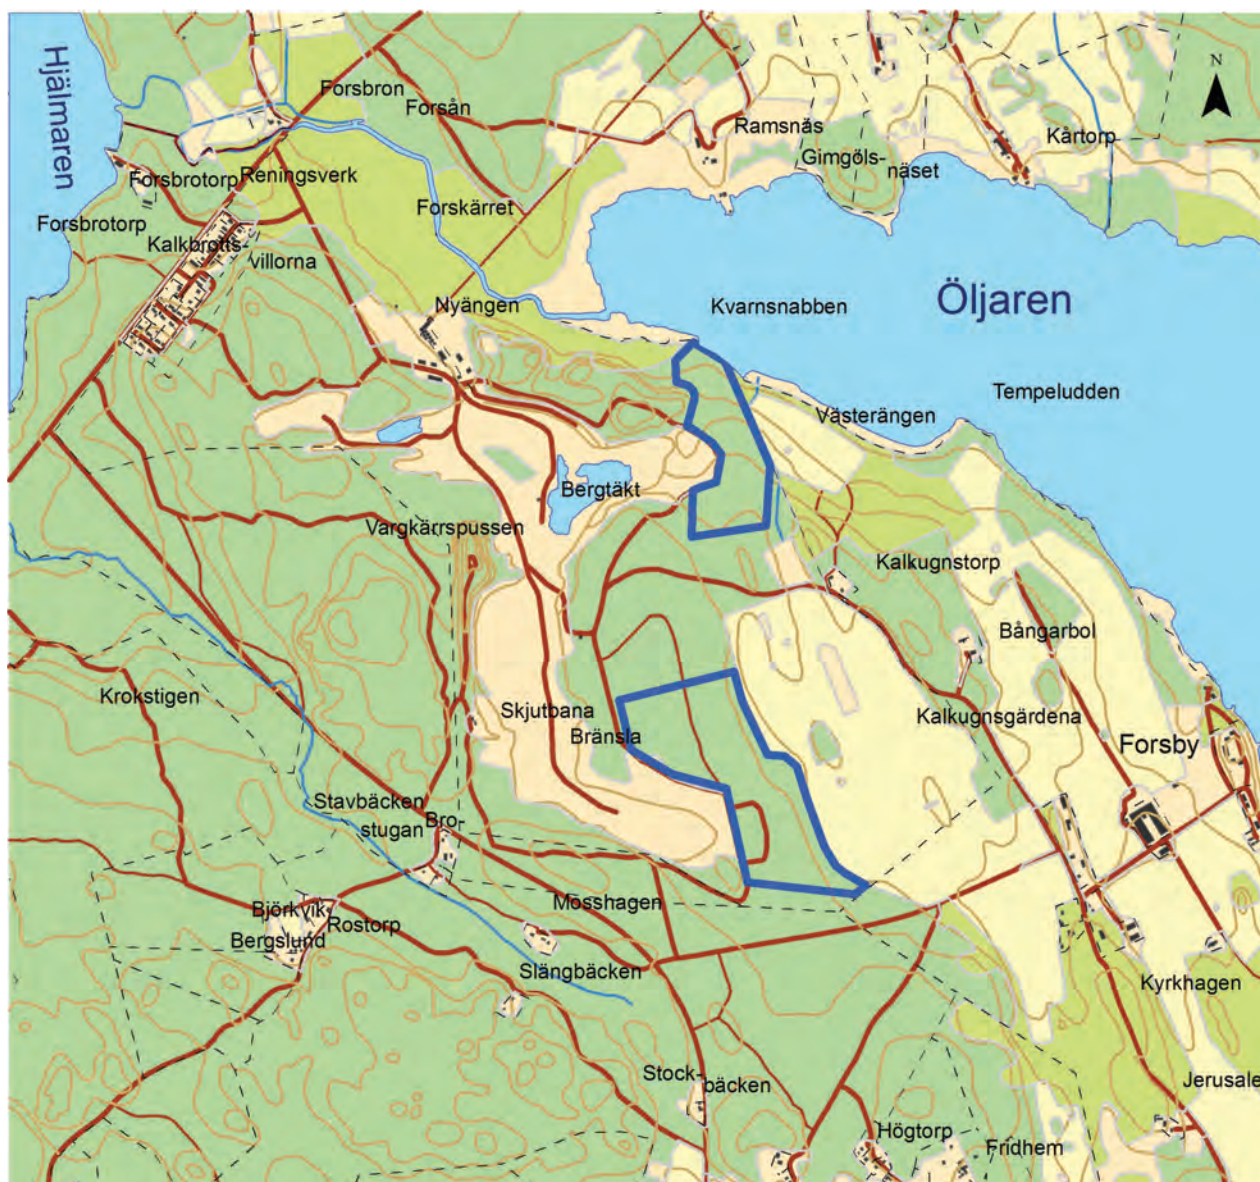 Hjälmaren
N
Forsbron
Forsån
Ramsnäs
Kårtorp
Gimgöls-
näset
Forsbrotorp
Reningsverk
Forskärret
Forsbrotorp
Kalkbrotts-
villorna
Nyängen
Kvarnsnabben
Öljaren
Tempeludden
Västerängen
Bergtäkt
Vargkärrspussen
Kalkugnstorp
Bångarbol
Krokstigen
Skjutbana
Bränsla
Kalkugnsgärdena
Forsby
Stavbäcken
Bro-
stugan
Mösshagen
Björkvik
Rostorp
Bergslund
Slängbäcken
Kyrkhagen
Stock-
bäcken
Jerusale
Högtorp
Fridhem